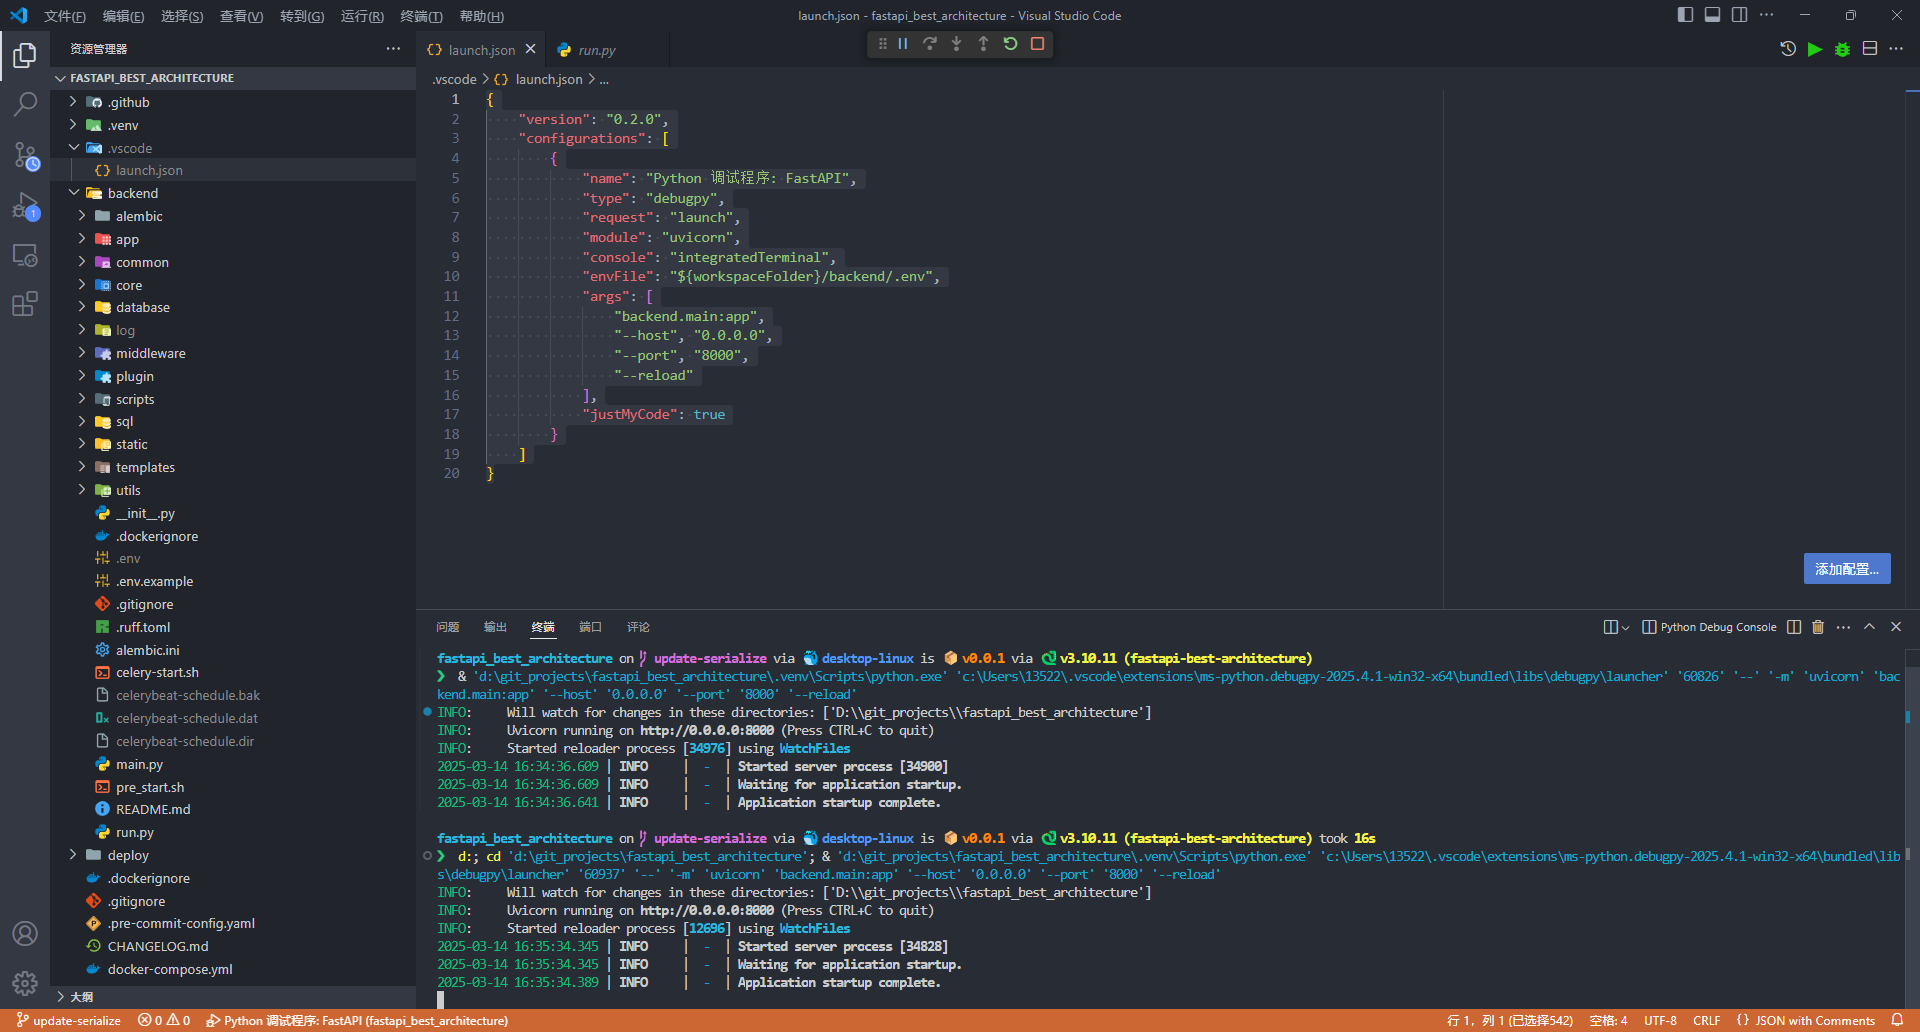 文件(F) 编辑(E) 选择(S) 查看(V) 转到(G) 运行(R) 终端(T) 帮助(H)
launch.json - fastapi_best_architecture - Visual Studio Code
资源管理器
FASTAPI_BEST_ARCHITECTURE
.github
.venv
.vscode
launch.json
backend
alembic
app
common
core
database
log
middleware
plugin
scripts
sql
static
templates
utils
__init__.py
.dockerignore
.env
.env.example
.gitignore
.ruff.toml
alembic.ini
celery-start.sh
celerybeat-schedule.bak
celerybeat-schedule.dat
celerybeat-schedule.dir
main.py
pre_start.sh
README.md
run.py
deploy
.dockerignore
.gitignore
.pre-commit-config.yaml
CHANGELOG.md
docker-compose.yml
大纲
1
launch.json run.py
.vscode > {} launch.json > ...
1 {
2 "version": "0.2.0",
3 "configurations": [
4 {
5 "name": "Python 调试程序: FastAPI",
6 "type": "debugpy",
7 "request": "launch",
8 "module": "uvicorn",
9 "console": "integratedTerminal",
10 "envFile": "${workspaceFolder}/backend/.env",
11 "args": [
12 "backend.main:app",
13 "--host", "0.0.0.0",
14 "--port", "8000",
15 "--reload"
16 ],
17 "justMyCode": true
18 }
19 ]
20 }
添加配置...
问题 输出 终端 端口 评论
Python Debug Console
fastapi_best_architecture on update-serialize via desktop-linux is v0.0.1 via v3.10.11 (fastapi-best-architecture)
❯ & 'd:\git_projects\fastapi_best_architecture\.venv\Scripts\python.exe' 'c:\Users\13522\.vscode\extensions\ms-python.debugpy-2025.4.1-win32-x64\bundled\libs\debugpy\launcher' '60826' '--' '-m' 'uvicorn' 'bac
kend.main:app' '--host' '0.0.0.0' '--port' '8000' '--reload'
INFO: Will watch for changes in these directories: ['D:\\git_projects\\fastapi_best_architecture']
INFO: Uvicorn running on http://0.0.0.0:8000 (Press CTRL+C to quit)
INFO: Started reloader process [34976] using WatchFiles
2025-03-14 16:34:36.609 | INFO | - | Started server process [34900]
2025-03-14 16:34:36.609 | INFO | - | Waiting for application startup.
2025-03-14 16:34:36.641 | INFO | - | Application startup complete.
fastapi_best_architecture on update-serialize via desktop-linux is v0.0.1 via v3.10.11 (fastapi-best-architecture) took 16s
❯ d:; cd 'd:\git_projects\fastapi_best_architecture'; & 'd:\git_projects\fastapi_best_architecture\.venv\Scripts\python.exe' 'c:\Users\13522\.vscode\extensions\ms-python.debugpy-2025.4.1-win32-x64\bundled\lib
s\debugpy\launcher' '60937' '--' '-m' 'uvicorn' 'backend.main:app' '--host' '0.0.0.0' '--port' '8000' '--reload'
INFO: Will watch for changes in these directories: ['D:\\git_projects\\fastapi_best_architecture']
INFO: Uvicorn running on http://0.0.0.0:8000 (Press CTRL+C to quit)
INFO: Started reloader process [12696] using WatchFiles
2025-03-14 16:35:34.345 | INFO | - | Started server process [34828]
2025-03-14 16:35:34.345 | INFO | - | Waiting for application startup.
2025-03-14 16:35:34.389 | INFO | - | Application startup complete.
update-serialize 0 0 Python 调试程序: FastAPI (fastapi_best_architecture) 行 1，列 1 (已选择542) 空格: 4 UTF-8 CRLF {} JSON with Comments